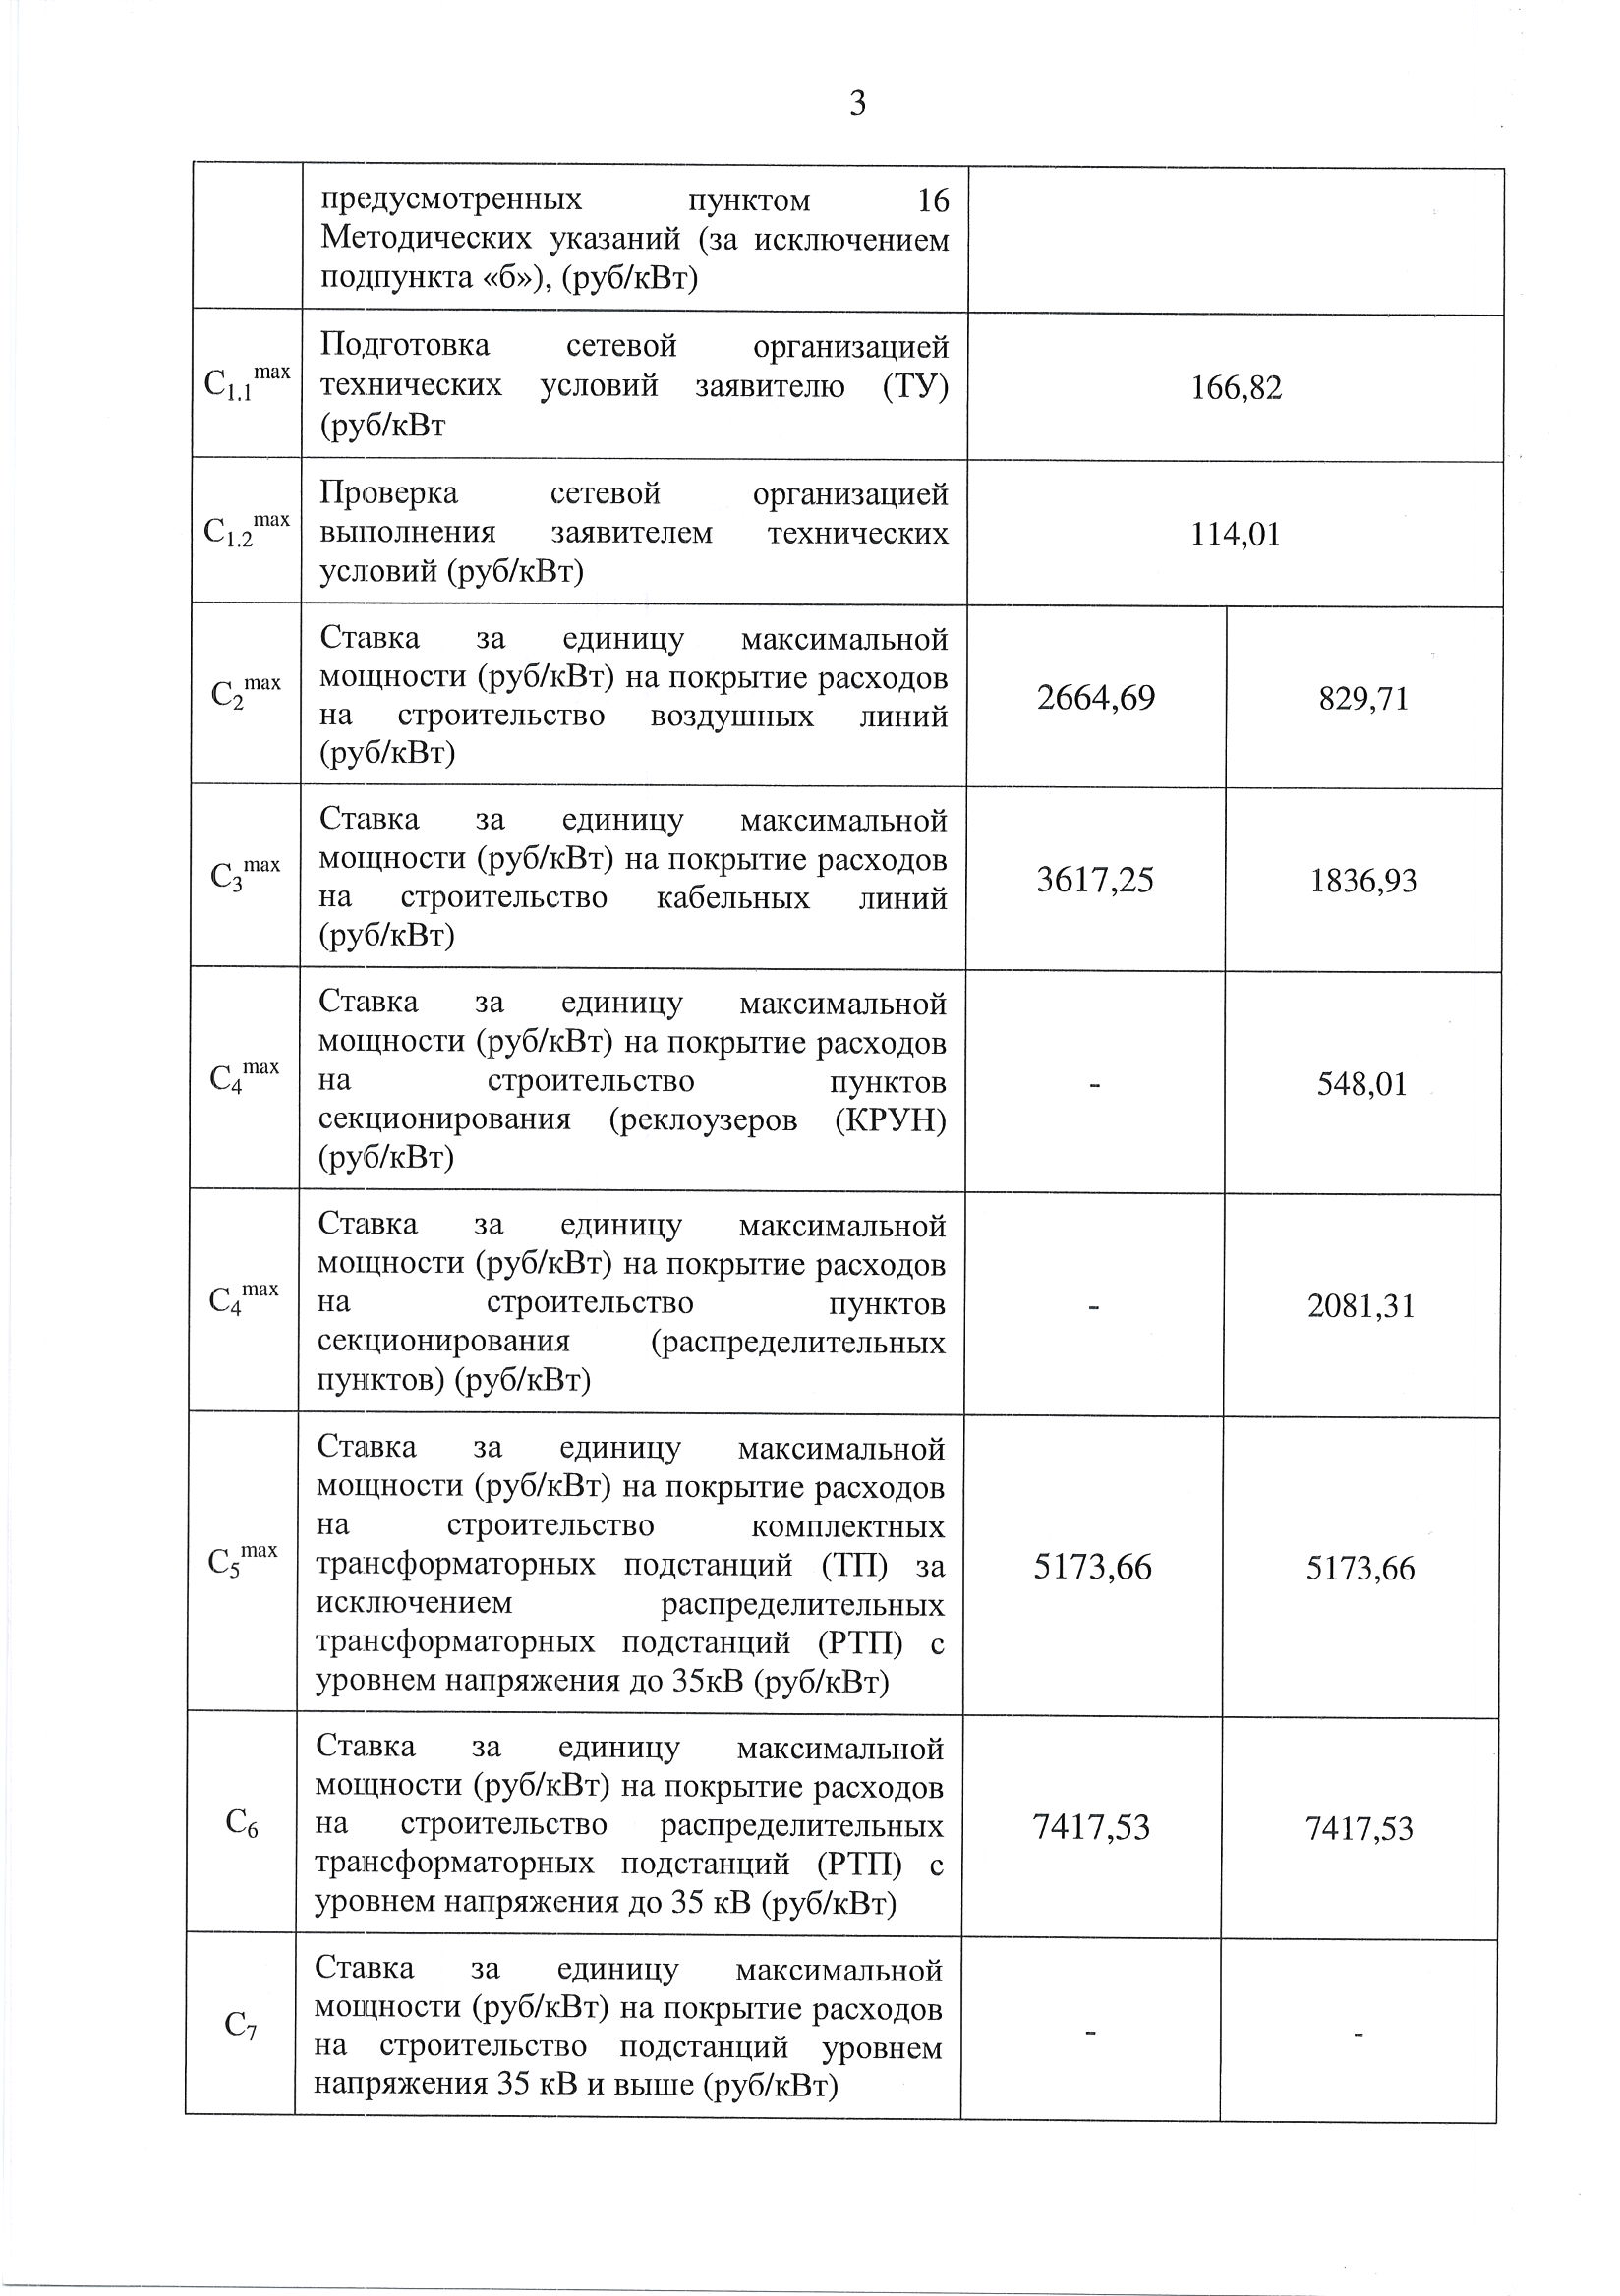 3
предусмотренных пунктом 16
Методических указаний (за исключением
подпункта «б»), (руб/кВт)
C1.1max
Подготовка сетевой организацией
технических условий заявителю (ТУ)
(руб/кВт
166,82
C1.2max
Проверка сетевой организацией
выполнения заявителем технических
условий (руб/кВт)
114,01
C2max
Ставка за единицу максимальной
мощности (руб/кВт) на покрытие расходов
на строительство воздушных линий
(руб/кВт)
2664,69
829,71
C3max
Ставка за единицу максимальной
мощности (руб/кВт) на покрытие расходов
на строительство кабельных линий
(руб/кВт)
3617,25
1836,93
C4max
Ставка за единицу максимальной
мощности (руб/кВт) на покрытие расходов
на строительство пунктов
секционирования (реклоузеров (КРУН)
(руб/кВт)
-
548,01
C4max
Ставка за единицу максимальной
мощности (руб/кВт) на покрытие расходов
на строительство пунктов
секционирования (распределительных
пунктов) (руб/кВт)
-
2081,31
C5max
Ставка за единицу максимальной
мощности (руб/кВт) на покрытие расходов
на строительство комплектных
трансформаторных подстанций (ТП) за
исключением распределительных
трансформаторных подстанций (РТП) с
уровнем напряжения до 35кВ (руб/кВт)
5173,66
5173,66
C6
Ставка за единицу максимальной
мощности (руб/кВт) на покрытие расходов
на строительство распределительных
трансформаторных подстанций (РТП) с
уровнем напряжения до 35 кВ (руб/кВт)
7417,53
7417,53
C7
Ставка за единицу максимальной
мощности (руб/кВт) на покрытие расходов
на строительство подстанций уровнем
напряжения 35 кВ и выше (руб/кВт)
-
-